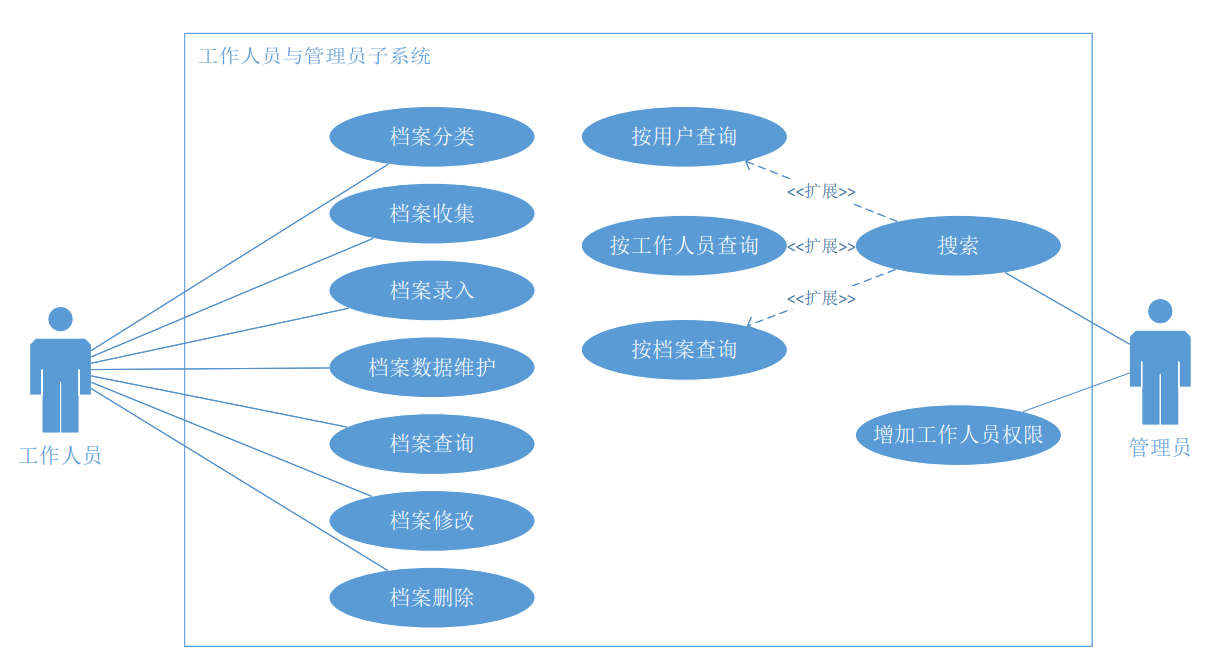 工作人员与管理员子系统
档案分类
按用户查询
<<扩展>>
档案收集
按工作人员查询
<<扩展>>
搜索
档案录入
<<扩展>>
按档案查询
档案数据维护
增加工作人员权限
档案查询
工作人员
管理员
档案修改
档案删除